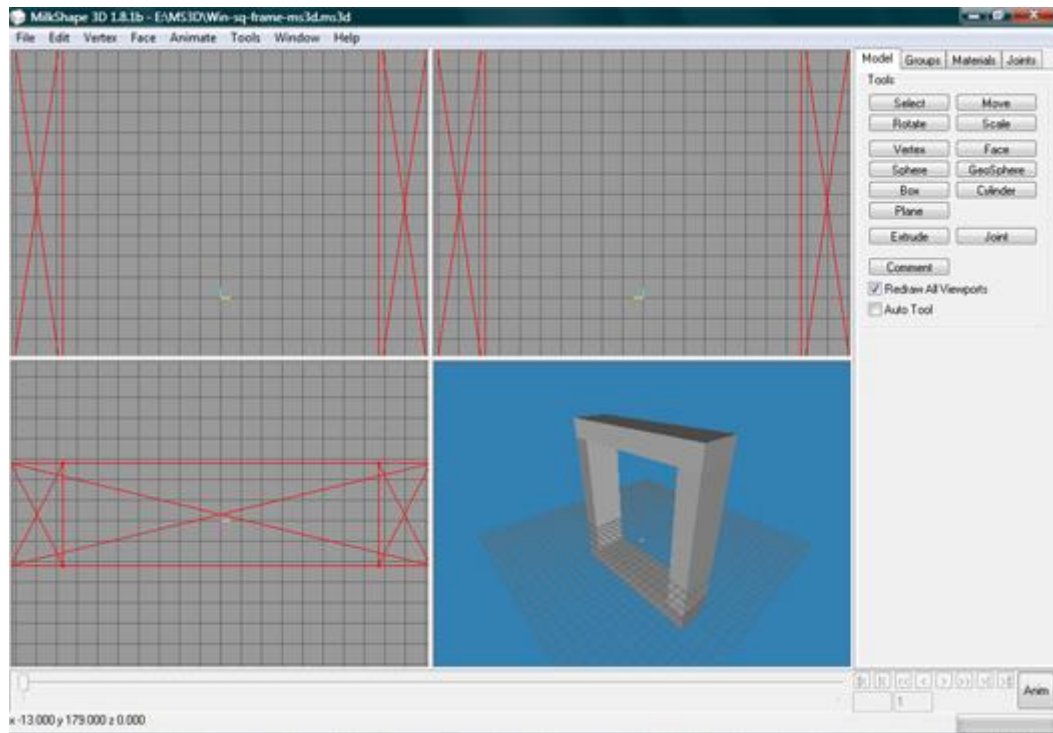 MilkShape 3D 1.8.1b - E:\MS3D\Win-sq-frame-ms3d.ms3d
File Edit Vertex Face Animate Tools Window Help
Model Groups Materials Joints
Tools
Select Move
Rotate Scale
Vertex Face
Sphere GeoSphere
Box Cylinder
Plane
Extrude Joint
Comment
Redraw All Viewports
Auto Tool
Anim
1
x -13.000 y 179.000 z 0.000